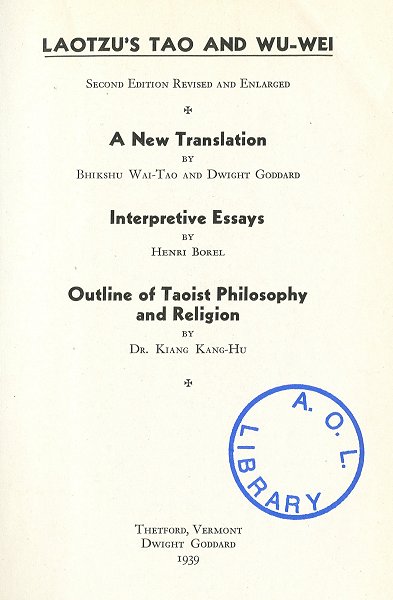 LAOTZU'S TAO AND WU-WEI
SECOND EDITION REVISED AND ENLARGED
✠
A New Translation
BY
BHIKSHU WAI-TAO AND DWIGHT GODDARD
Interpretive Essays
BY
HENRI BOREL
Outline of Taoist Philosophy
and Religion
BY
DR. KIANG KANG-HU
✠
A. O. L.
LIBRARY
THETFORD, VERMONT
DWIGHT GODDARD
1939